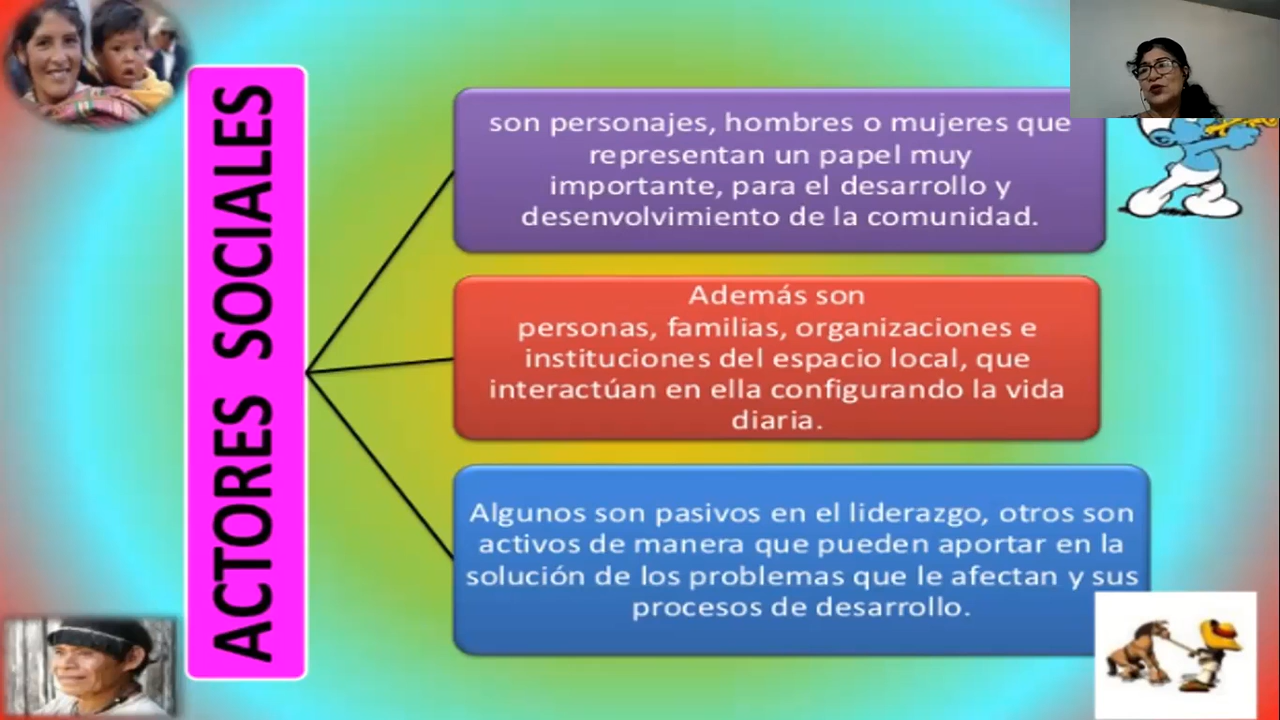 ACTORES SOCIALES
son personajes, hombres o mujeres que
representan un papel muy
importante, para el desarrollo y
desenvolvimiento de la comunidad.
Además son
personas, familias, organizaciones e
instituciones del espacio local, que
interactúan en ella configurando la vida
diaria.
Algunos son pasivos en el liderazgo, otros son
activos de manera que pueden aportar en la
solución de los problemas que le afectan y sus
procesos de desarrollo.